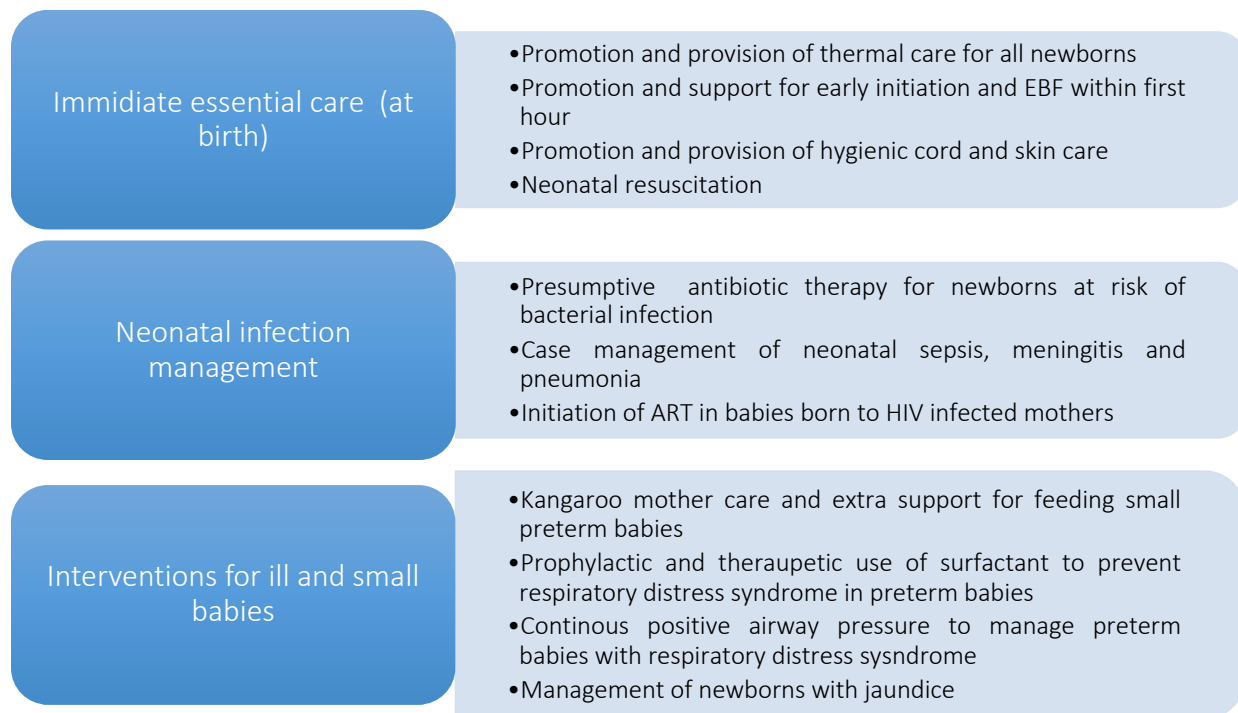 Immidiate essential care (at
birth)
•Promotion and provision of thermal care for all newborns
•Promotion and support for early initiation and EBF within first
hour
•Promotion and provision of hygienic cord and skin care
•Neonatal resuscitation
Neonatal infection
management
•Presumptive antibiotic therapy for newborns at risk of
bacterial infection
•Case management of neonatal sepsis, meningitis and
pneumonia
•Initiation of ART in babies born to HIV infected mothers
Interventions for ill and small
babies
•Kangaroo mother care and extra support for feeding small
preterm babies
•Prophylactic and theraupetic use of surfactant to prevent
respiratory distress syndrome in preterm babies
•Continous positive airway pressure to manage preterm
babies with respiratory distress sysndrome
•Management of newborns with jaundice